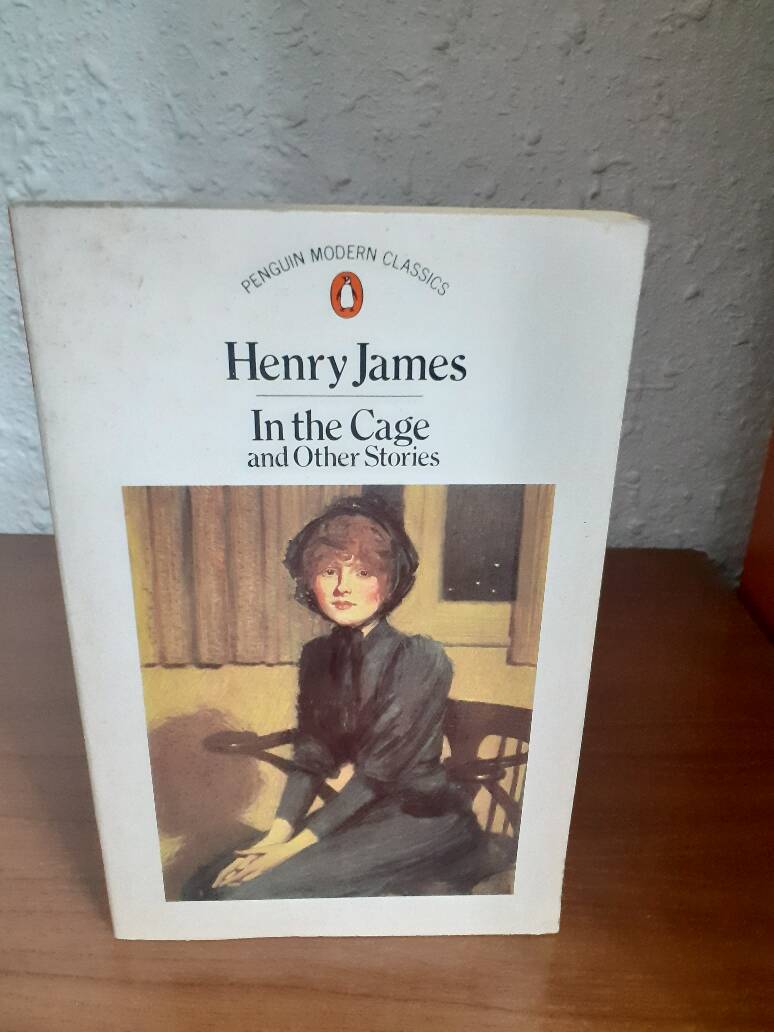 PENGUIN MODERN CLASSICS
Henry James
In the Cage
and Other Stories